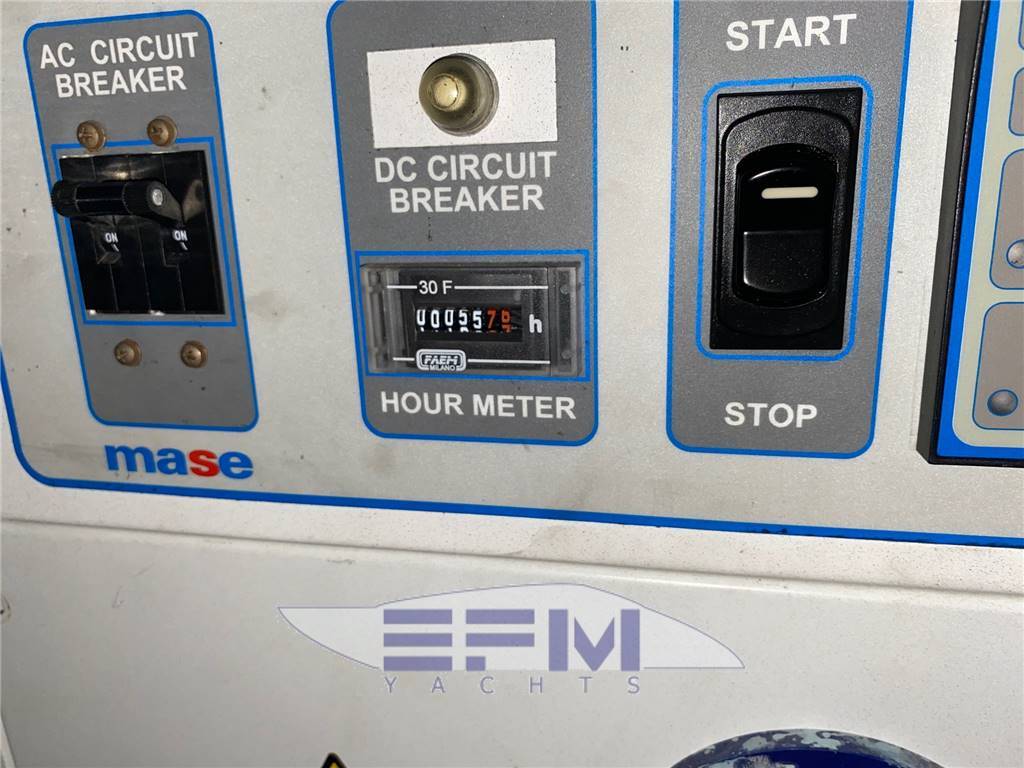 AC CIRCUIT
BREAKER
ON
ON
mase
DC CIRCUIT
BREAKER
30 F
h
FAEM
MILANO
HOUR METER
START
STOP
EFM
YACHTS